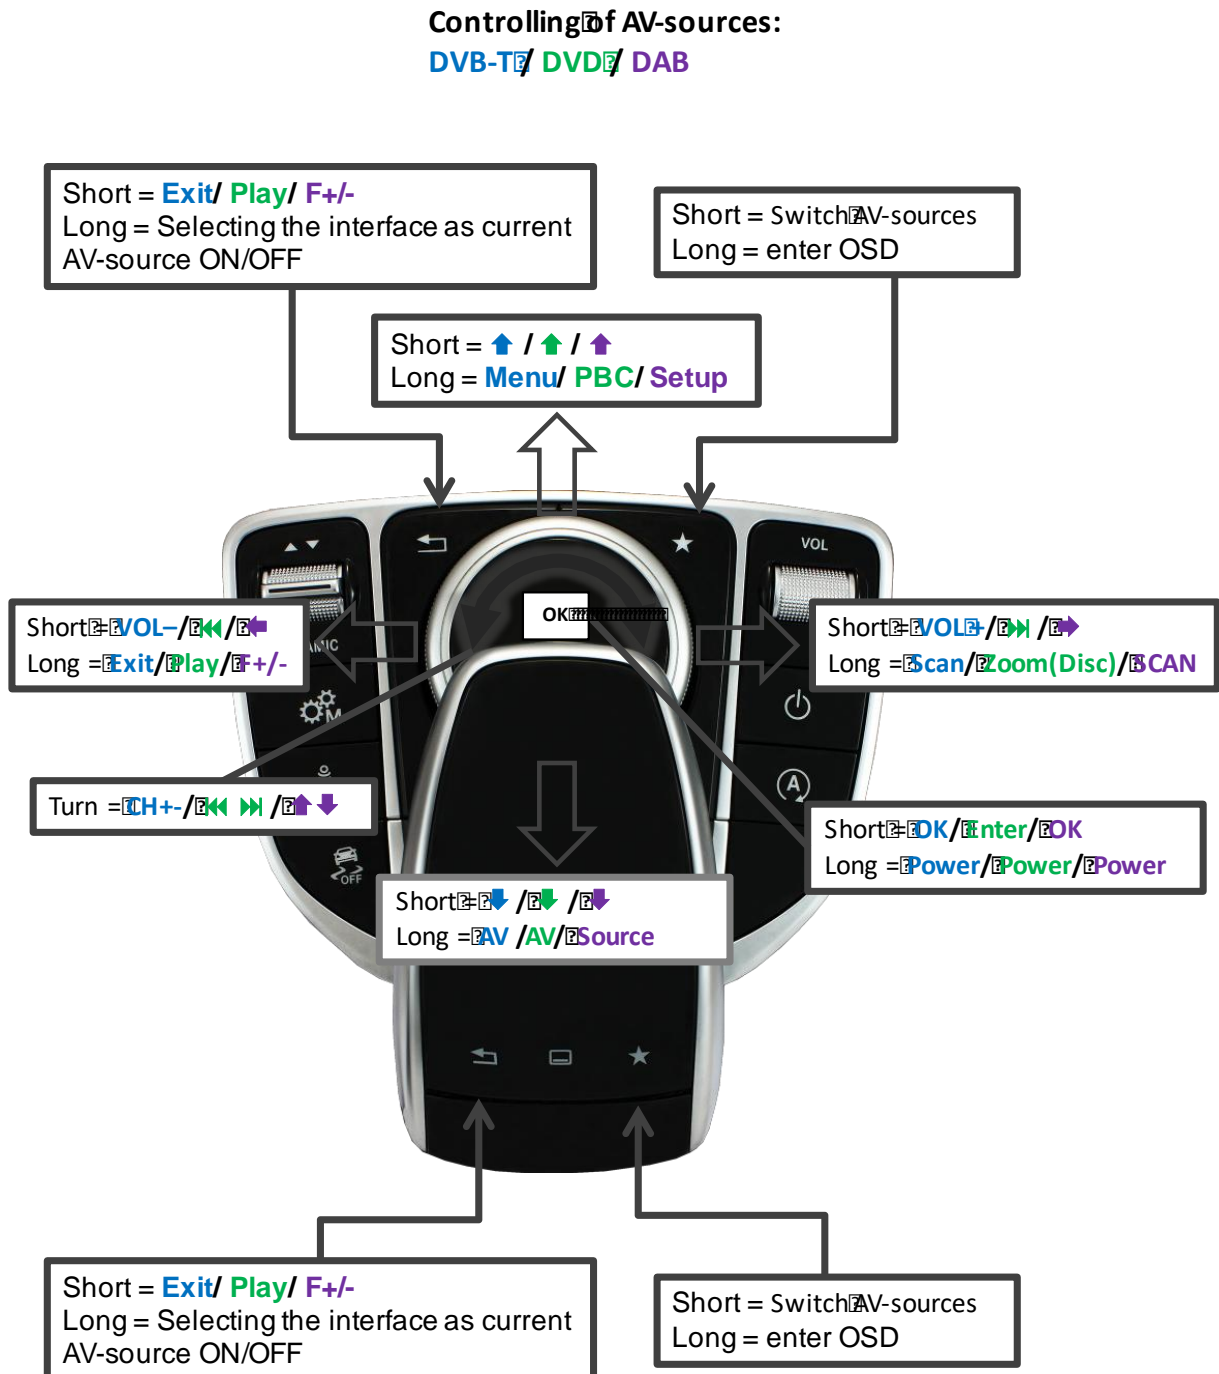 Controlling of AV-sources:
DVB-T / DVD / DAB
Short = Exit/ Play/ F+/-
Long = Selecting the interface as current
AV-source ON/OFF
Short = Switch AV-sources
Long = enter OSD
Short = ⬆ / ⬆ / ⬆
Long = Menu/ PBC/ Setup
VOL
OK
Short = VOL–/ ⏮ / ⬅
Long = Exit/ Play/ F+/-
Short = VOL +/ ⏭ / ➡
Long = Scan/ Zoom(Disc)/ SCAN
M
A
Turn = CH+-/ ⏮ ⏭ / ⬆ ⬇
OFF
Short = OK/ Enter/ OK
Long = Power/ Power/ Power
Short = ⬇ / ⬇ / ⬇
Long = AV /AV/ Source
Short = Exit/ Play/ F+/-
Long = Selecting the interface as current
AV-source ON/OFF
Short = Switch AV-sources
Long = enter OSD